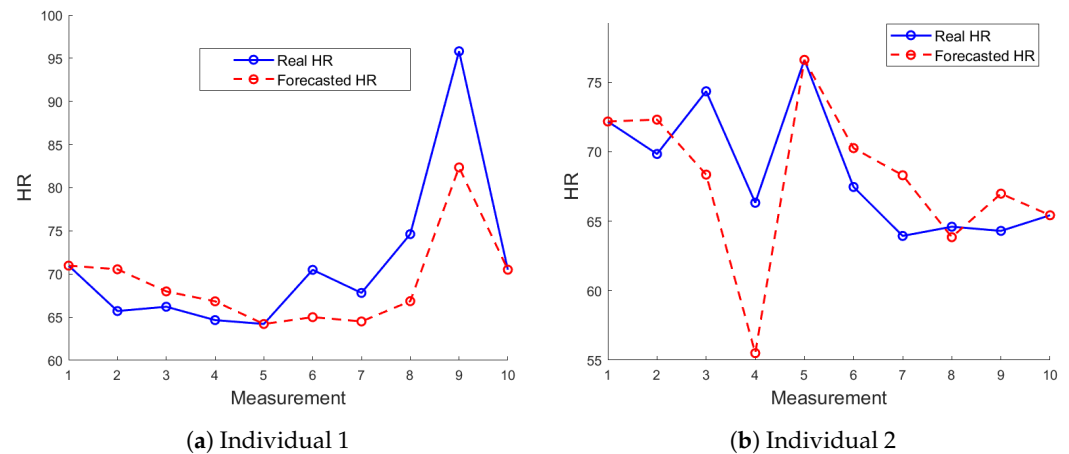 100
95
90
85
80
75
70
65
60
HR
Real HR
Forecasted HR
1 2 3 4 5 6 7 8 9 10
Measurement
(a) Individual 1
75
70
65
60
55
HR
Real HR
Forecasted HR
1 2 3 4 5 6 7 8 9 10
Measurement
(b) Individual 2